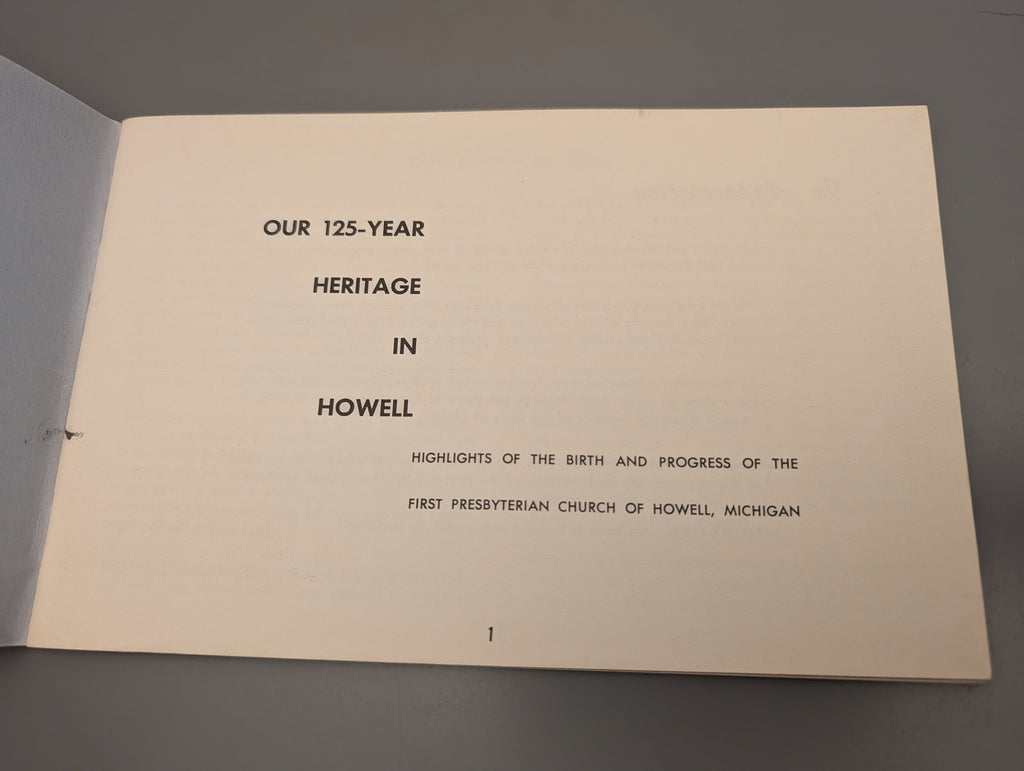 OUR 125-YEAR
HERITAGE
IN
HOWELL
HIGHLIGHTS OF THE BIRTH AND PROGRESS OF THE
FIRST PRESBYTERIAN CHURCH OF HOWELL, MICHIGAN
1